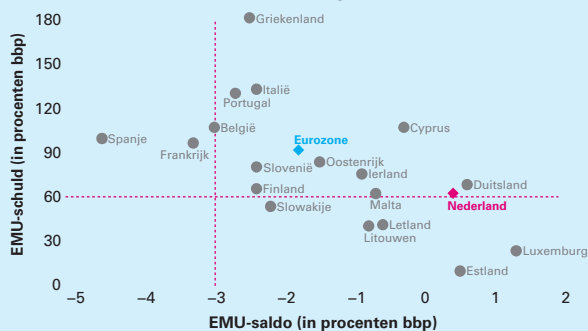 EMU-schuld (in procenten bbp)
180
150
120
90
60
30
0
Griekenland
Italië
Portugal
België
Cyprus
Spanje
Eurozone
Frankrijk
Oostenrijk
Slovenië
Ierland
Finland
Duitsland
Malta
Nederland
Slowakije
Letland
Litouwen
Luxemburg
Estland
–5 –4 –3 –2 –1 0 1 2
EMU-saldo (in procenten bbp)